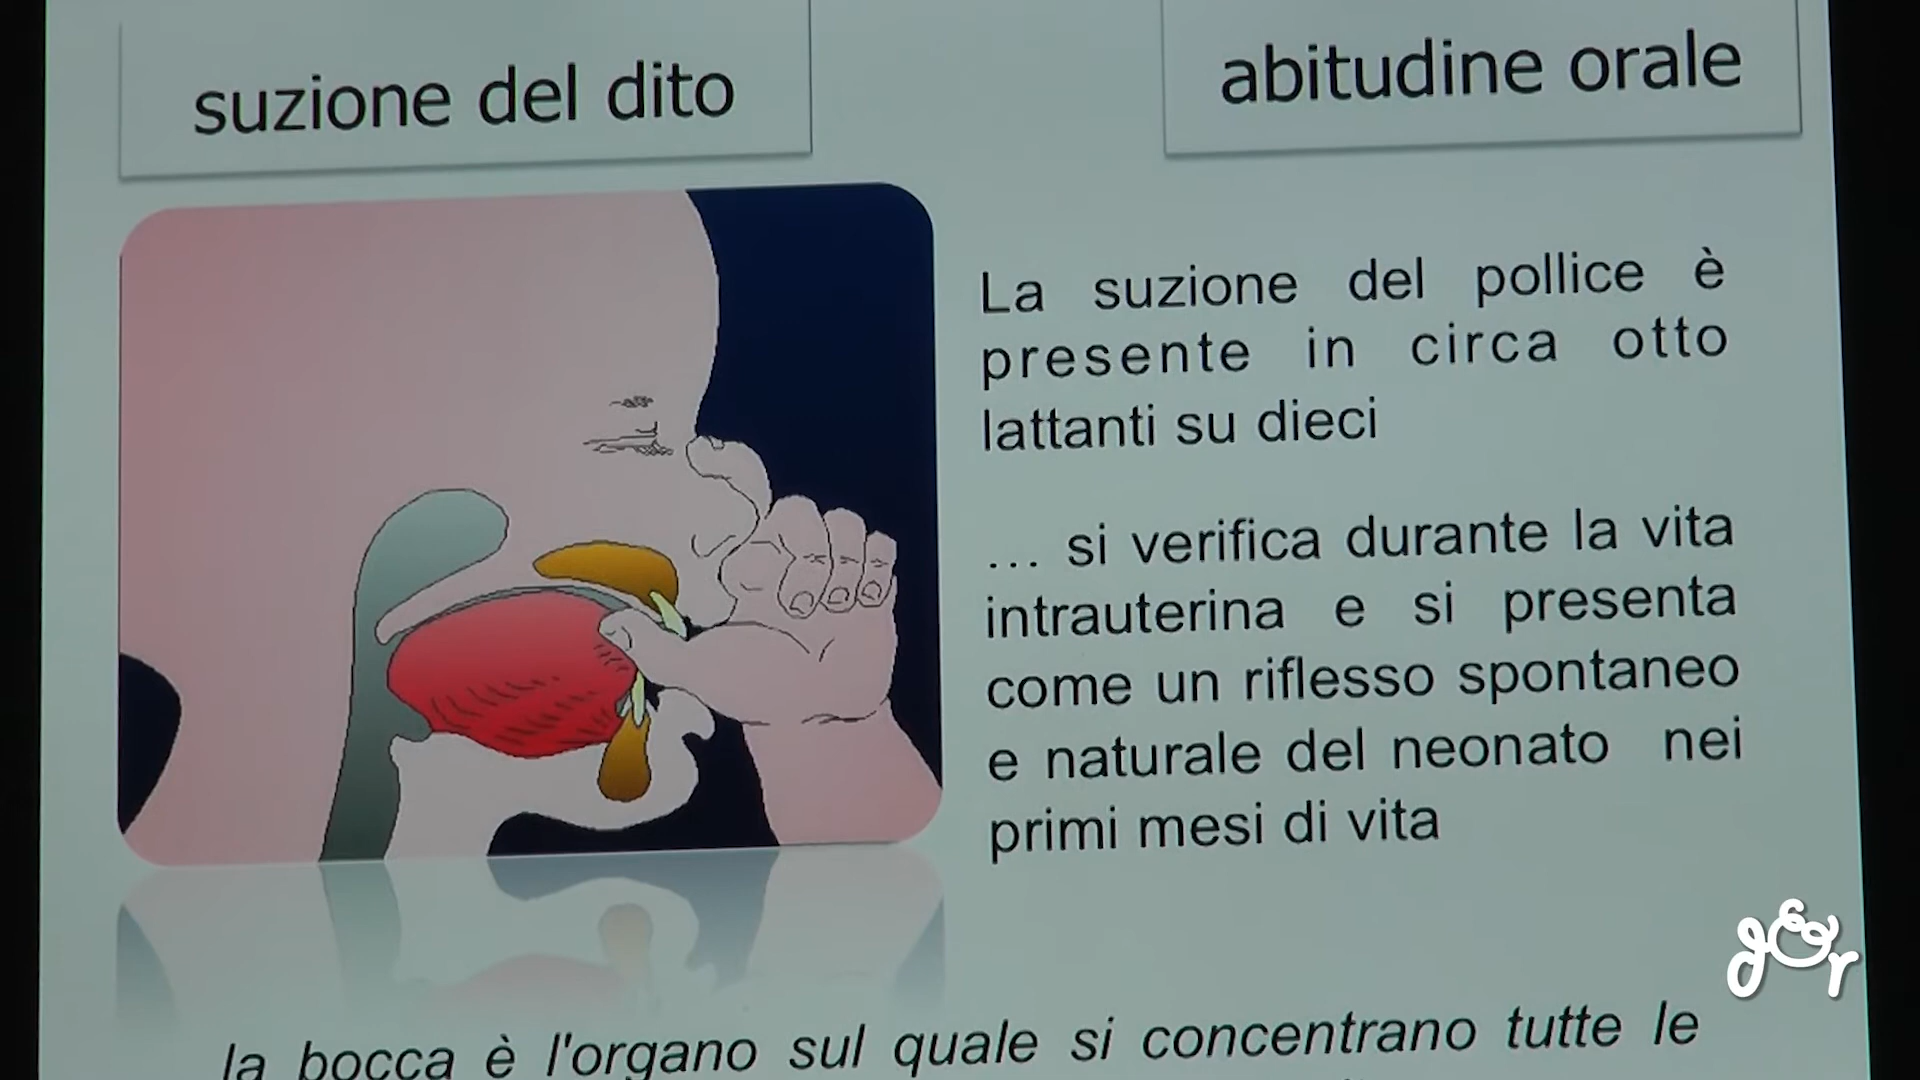 suzione del dito
abitudine orale
La suzione del pollice è
presente in circa otto
lattanti su dieci
... si verifica durante la vita
intrauterina e si presenta
come un riflesso spontaneo
e naturale del neonato nei
primi mesi di vita
la bocca è l'organo sul quale si concentrano tutte le
g&r